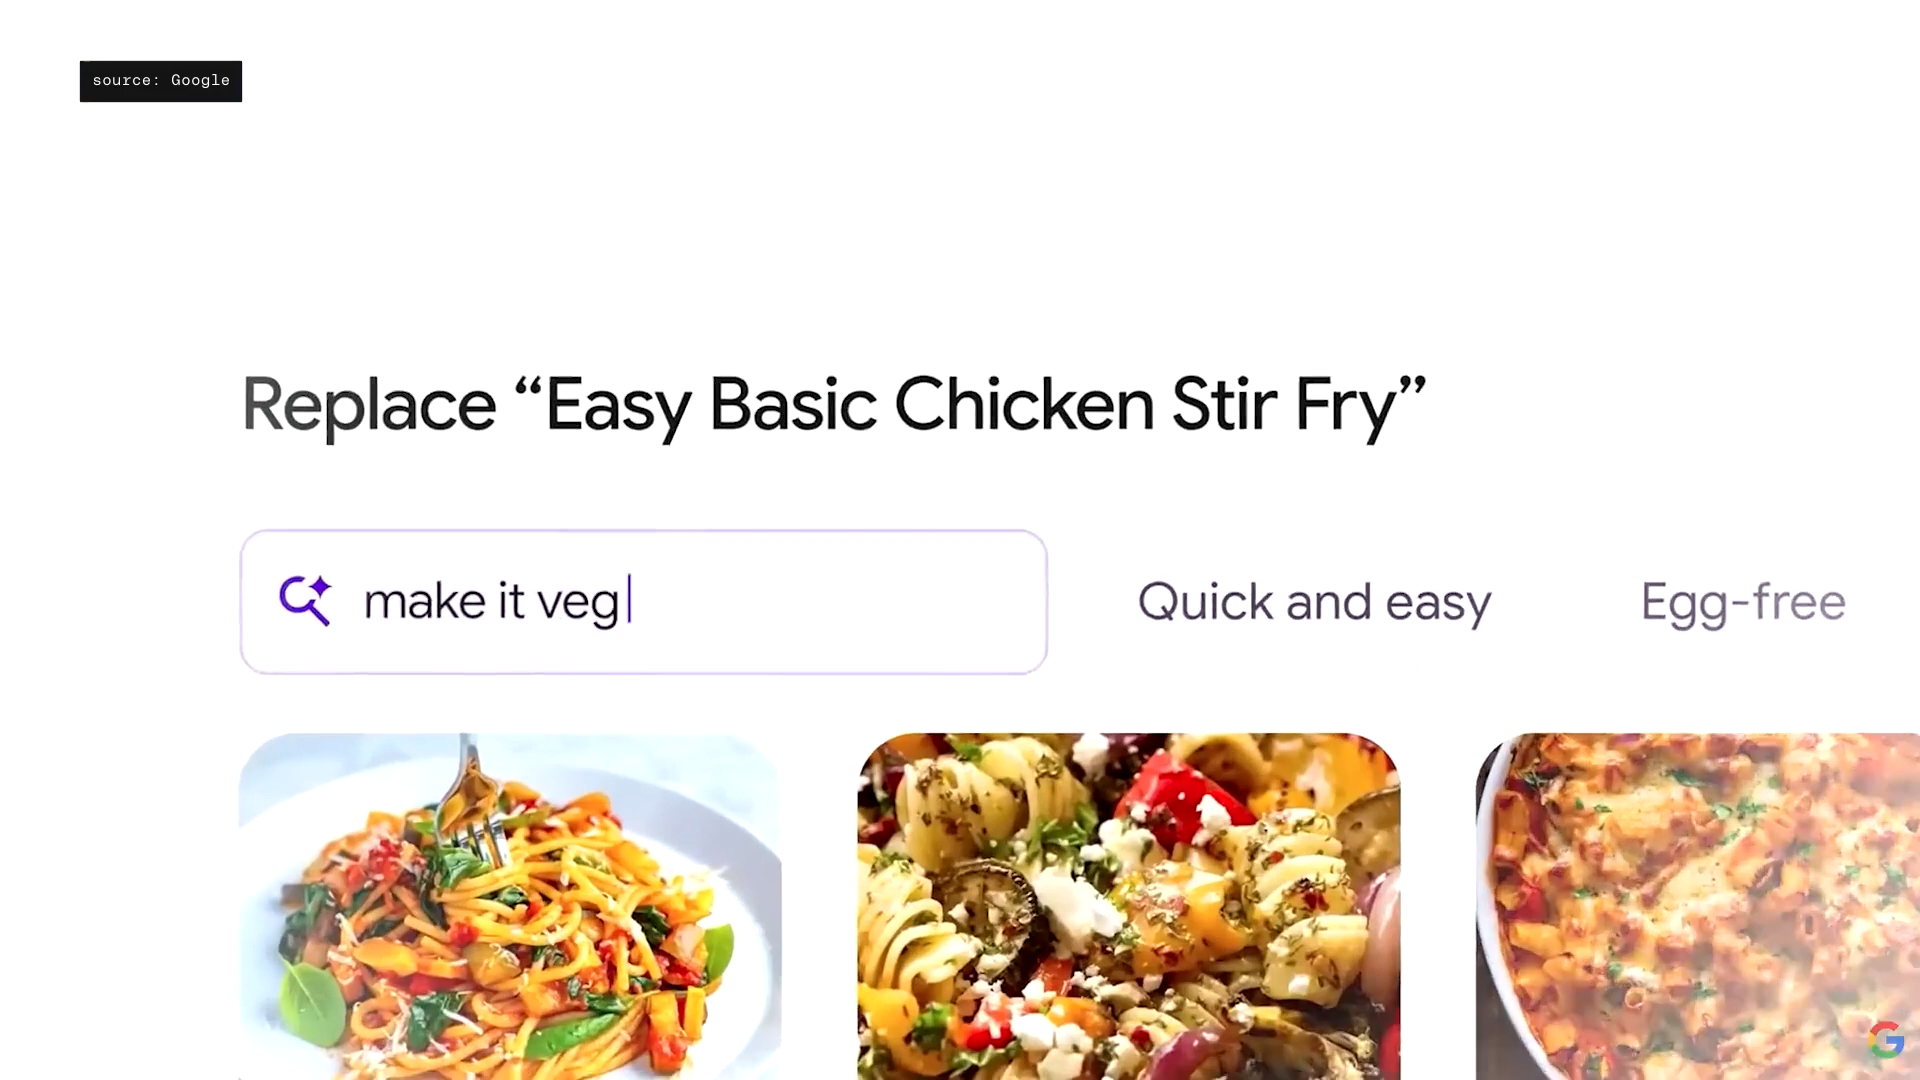 source: Google
Replace “Easy Basic Chicken Stir Fry”
make it veg
Quick and easy
Egg-free